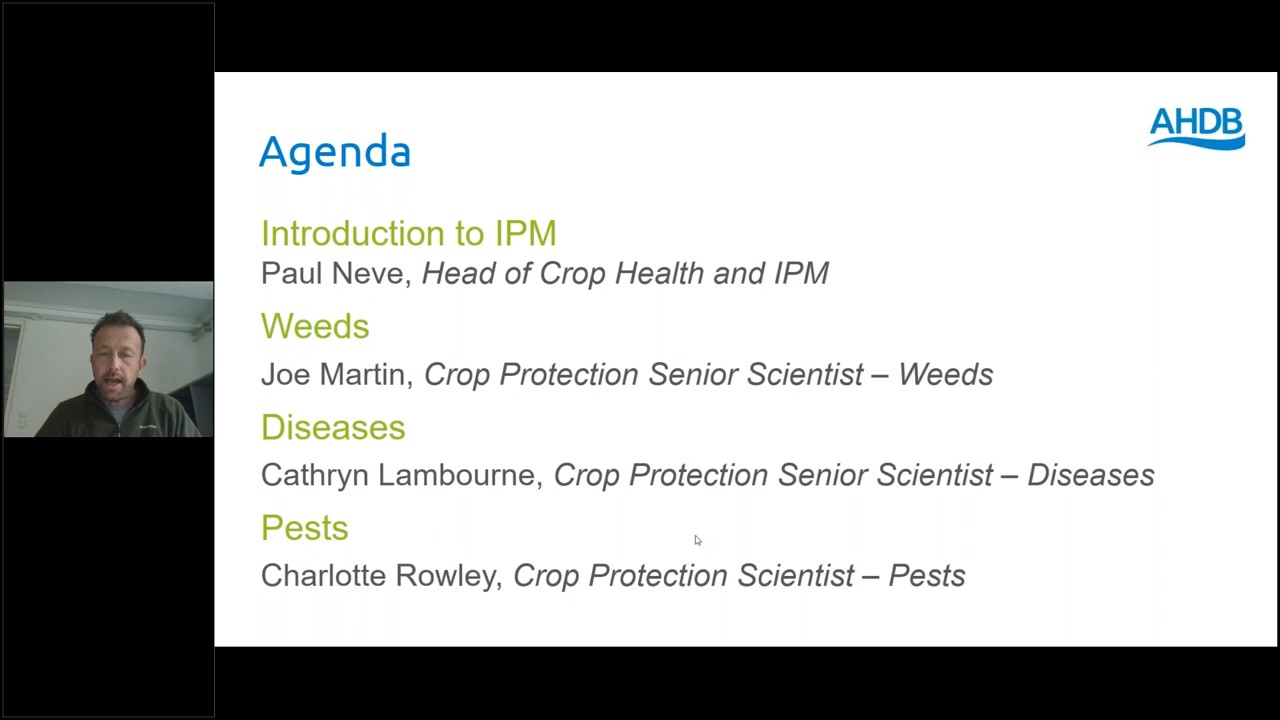 AHDB
Agenda
Introduction to IPM
Paul Neve, Head of Crop Health and IPM
Weeds
Joe Martin, Crop Protection Senior Scientist – Weeds
Diseases
Cathryn Lambourne, Crop Protection Senior Scientist – Diseases
Pests
Charlotte Rowley, Crop Protection Scientist – Pests